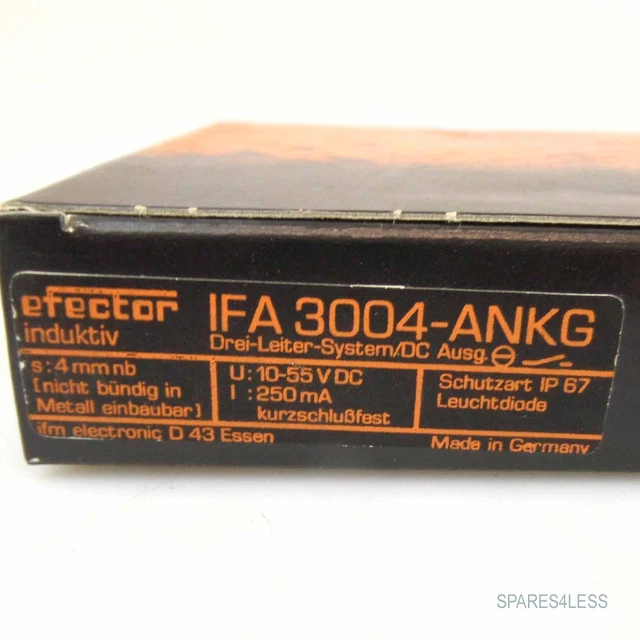 efector
induktiv
IFA 3004-ANKG
Drei-Leiter-System/DC Ausg.
s: 4 mm nb
[nicht bündig in
Metall einbaubar]
U: 10-55 V DC
I : 250 mA
kurzschlußfest
Schutzart IP 67
Leuchtdiode
ifm electronic D 43 Essen
Made in Germany
SPARES4LESS